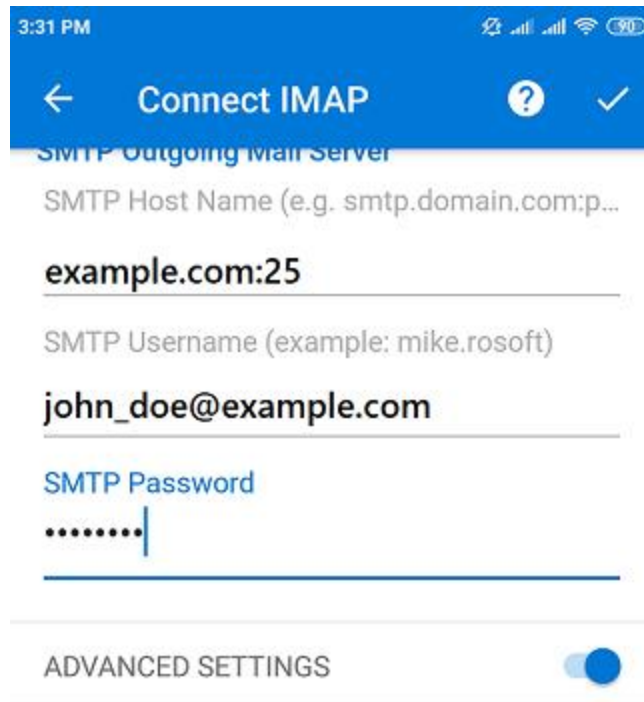 3:31 PM
90
Connect IMAP
SMTP Outgoing Mail Server
SMTP Host Name (e.g. smtp.domain.com:p...
example.com:25
SMTP Username (example: mike.rosoft)
john_doe@example.com
SMTP Password
••••••••
ADVANCED SETTINGS